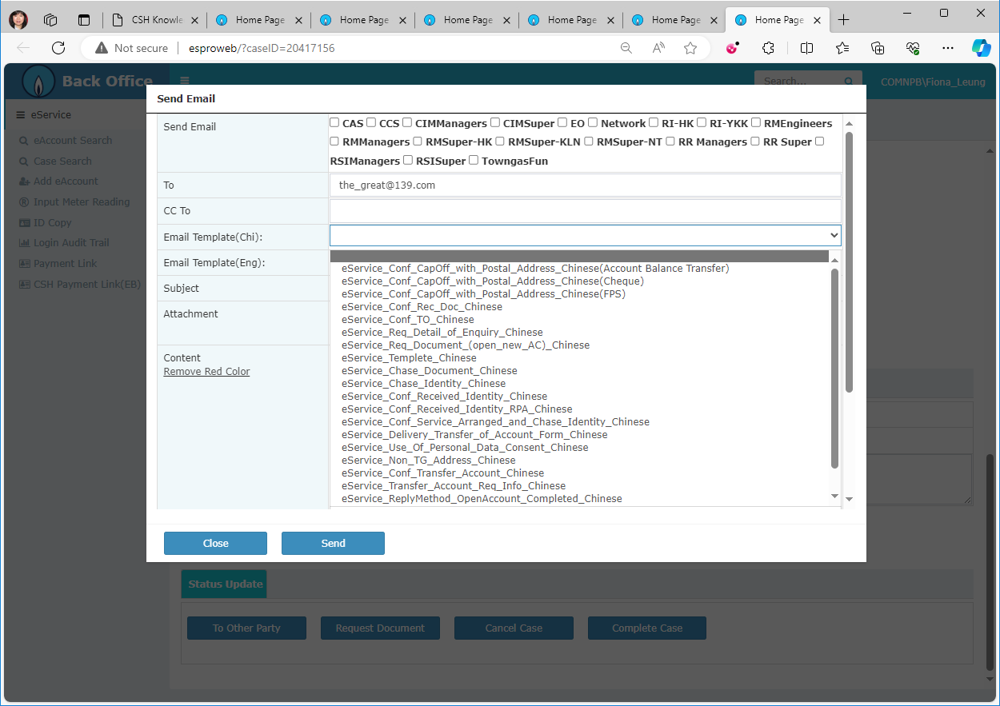 CSH Knowle
Home Page
Home Page
Home Page
Home Page
Home Page
Home Page
Not secure
esproweb/?caseID=20417156
Back Office
Search...
COMNPB\Fiona_Leung
eService
eAccount Search
Case Search
Add eAccount
Input Meter Reading
ID Copy
Login Audit Trail
Payment Link
CSH Payment Link(EB)
Send Email
Send Email
CAS CCS CIMManagers CIMSuper EO Network RI-HK RI-YKK RMEngineers
RMManagers RMSuper-HK RMSuper-KLN RMSuper-NT RR Managers RR Super
RSIManagers RSISuper TowngasFun
To
the_great@139.com
CC To
Email Template(Chi):
Email Template(Eng):
Subject
Attachment
Content
Remove Red Color
eService_Conf_CapOff_with_Postal_Address_Chinese(Account Balance Transfer)
eService_Conf_CapOff_with_Postal_Address_Chinese(Cheque)
eService_Conf_CapOff_with_Postal_Address_Chinese(FPS)
eService_Conf_Rec_Doc_Chinese
eService_Conf_TO_Chinese
eService_Req_Detail_of_Enquiry_Chinese
eService_Req_Document_(open_new_AC)_Chinese
eService_Templete_Chinese
eService_Chase_Document_Chinese
eService_Chase_Identity_Chinese
eService_Conf_Received_Identity_Chinese
eService_Conf_Received_Identity_RPA_Chinese
eService_Conf_Service_Arranged_and_Chase_Identity_Chinese
eService_Delivery_Transfer_of_Account_Form_Chinese
eService_Use_Of_Personal_Data_Consent_Chinese
eService_Non_TG_Address_Chinese
eService_Conf_Transfer_Account_Chinese
eService_Transfer_Account_Req_Info_Chinese
eService_ReplyMethod_OpenAccount_Completed_Chinese
Close
Send
Status Update
To Other Party
Request Document
Cancel Case
Complete Case